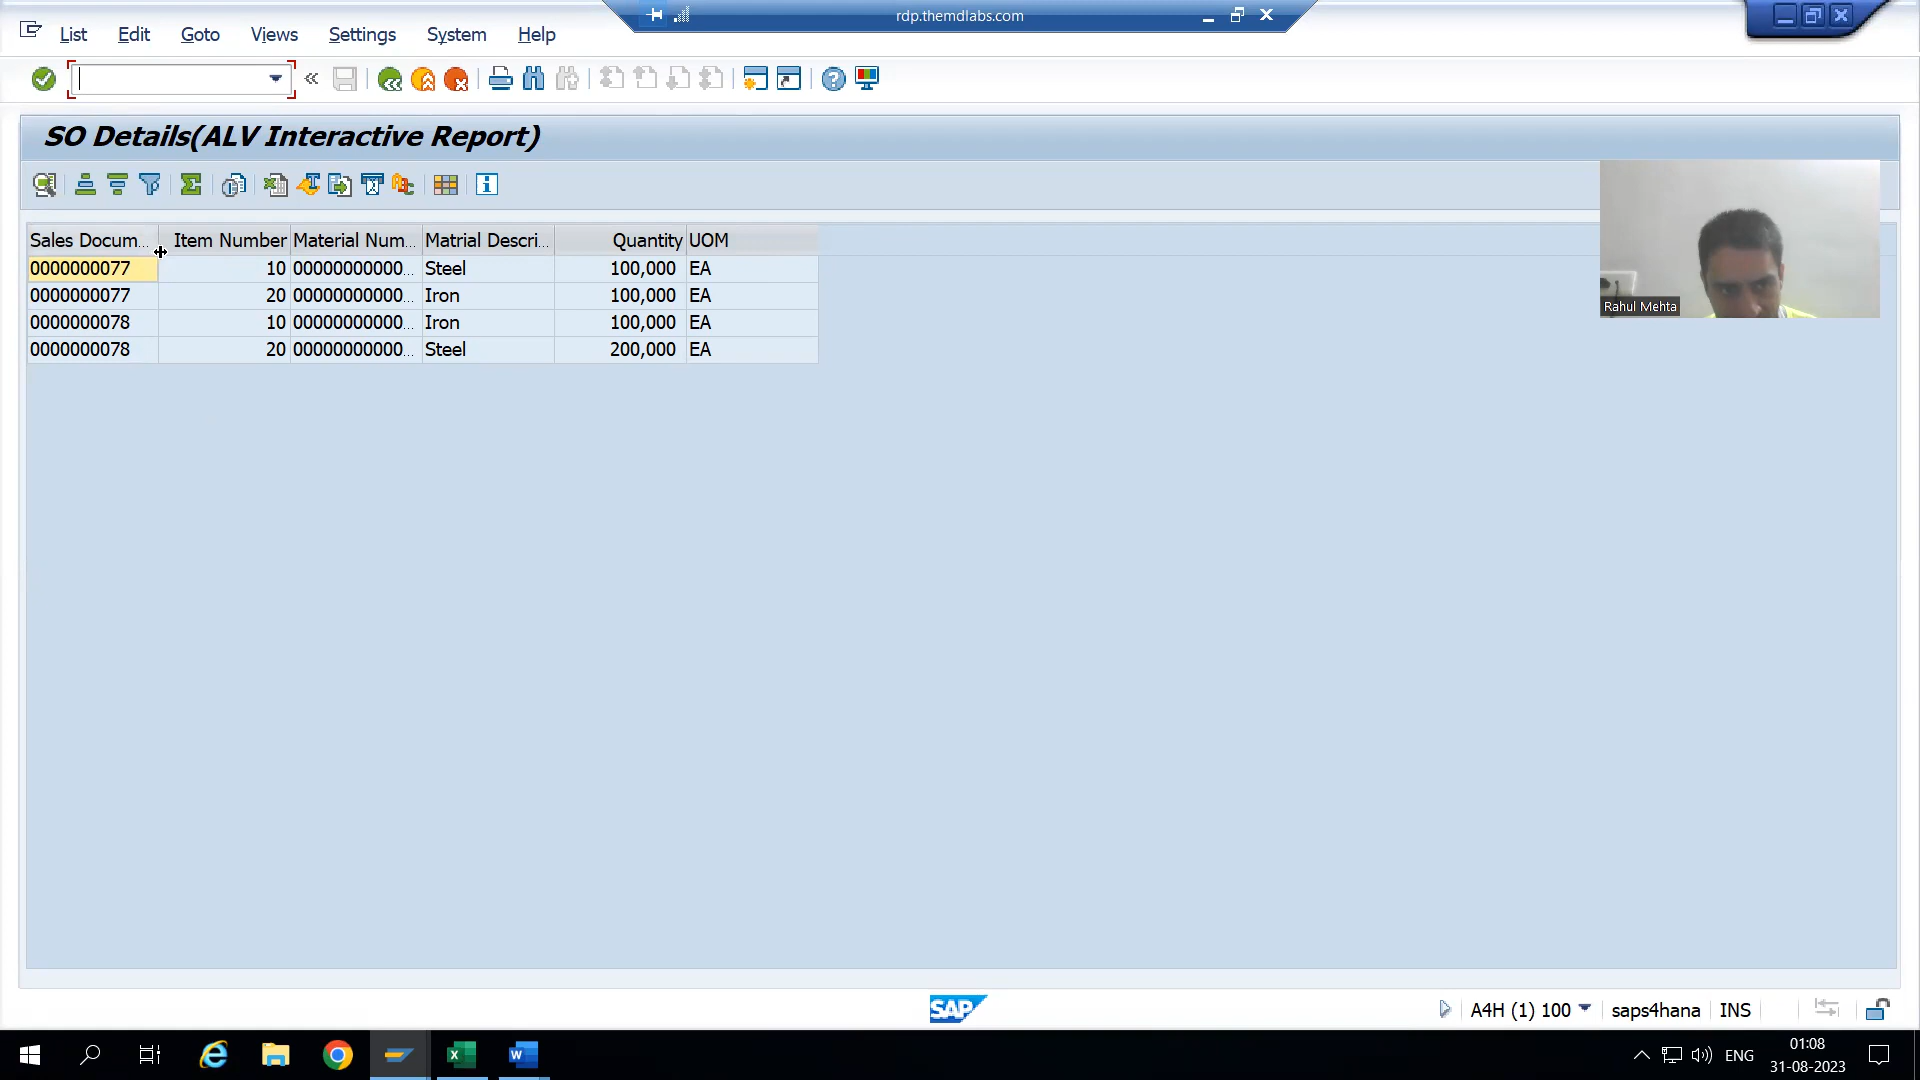 rdp.themdlabs.com
List Edit Goto Views Settings System Help
SO Details(ALV Interactive Report)
Sales Docum... Item Number Material Num... Matrial Descri... Quantity UOM
0000000077 10 00000000000... Steel 100,000 EA
0000000077 20 00000000000... Iron 100,000 EA
0000000078 10 00000000000... Iron 100,000 EA
0000000078 20 00000000000... Steel 200,000 EA
Rahul Mehta
SAP
A4H (1) 100 saps4hana INS
ENG
01:08
31-08-2023